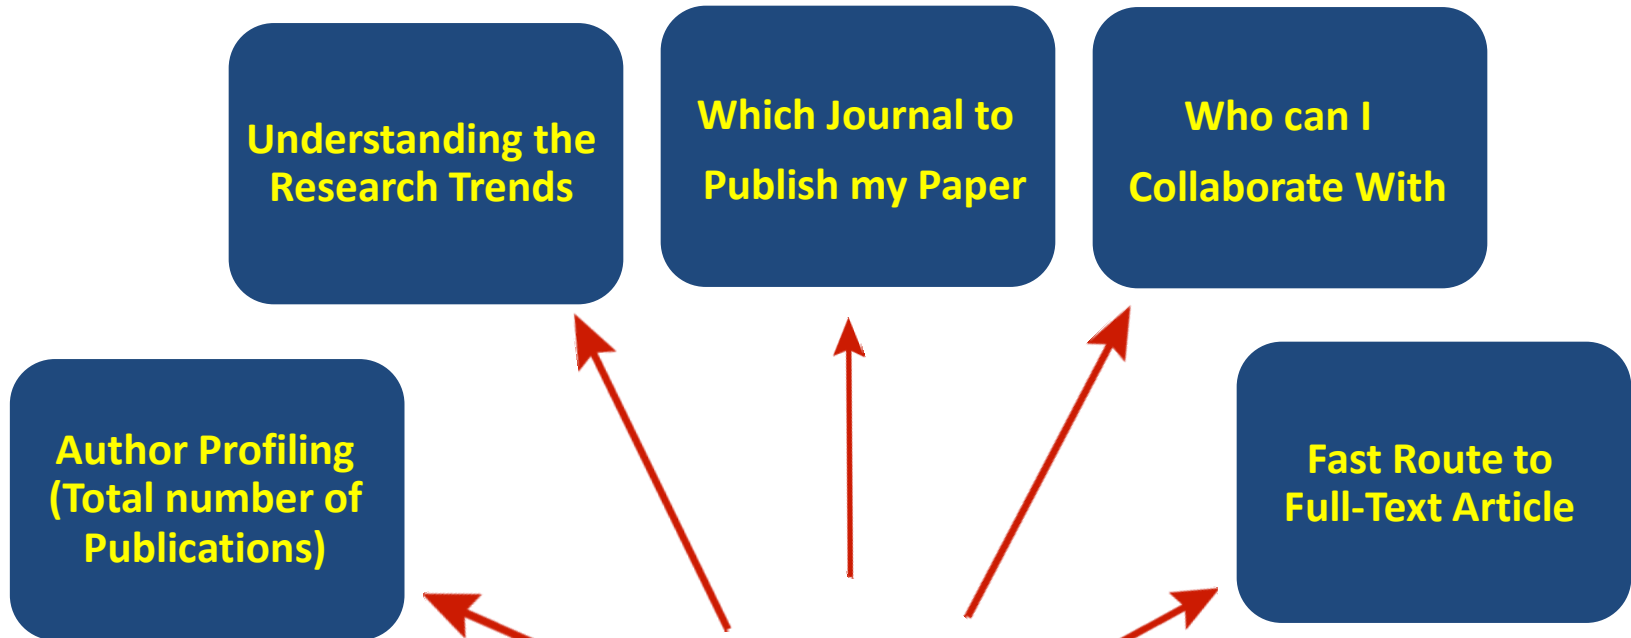 Understanding the
Research Trends
Which Journal to
Publish my Paper
Who can I
Collaborate With
Author Profiling
(Total number of
Publications)
Fast Route to
Full-Text Article